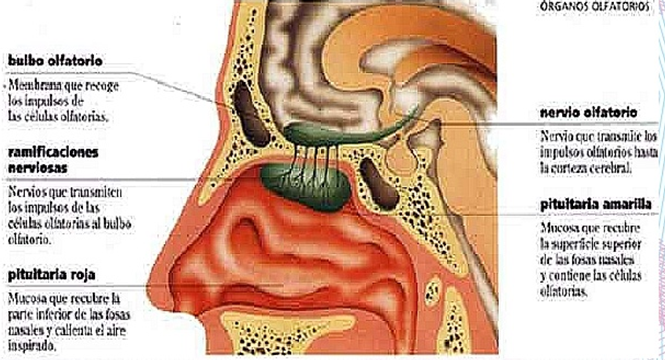 ÓRGANOS OLFATORIOS
bulbo olfatorio
Membrana que recoge
los impulsos de
las células olfatorias.
ramificaciones
nerviosas
Nervios que transmiten
los impulsos de las
células olfatorias al bulbo
olfatorio.
pituitaria roja
Mucosa que recubre la
parte inferior de las fosas
nasales y calienta el aire
inspirado.
nervio olfatorio
Nervio que transmite los
impulsos olfatorios hasta
la corteza cerebral.
pituitaria amarilla
Mucosa que recubre
la superficie superior
de las fosas nasales
y contiene las células
olfatorias.